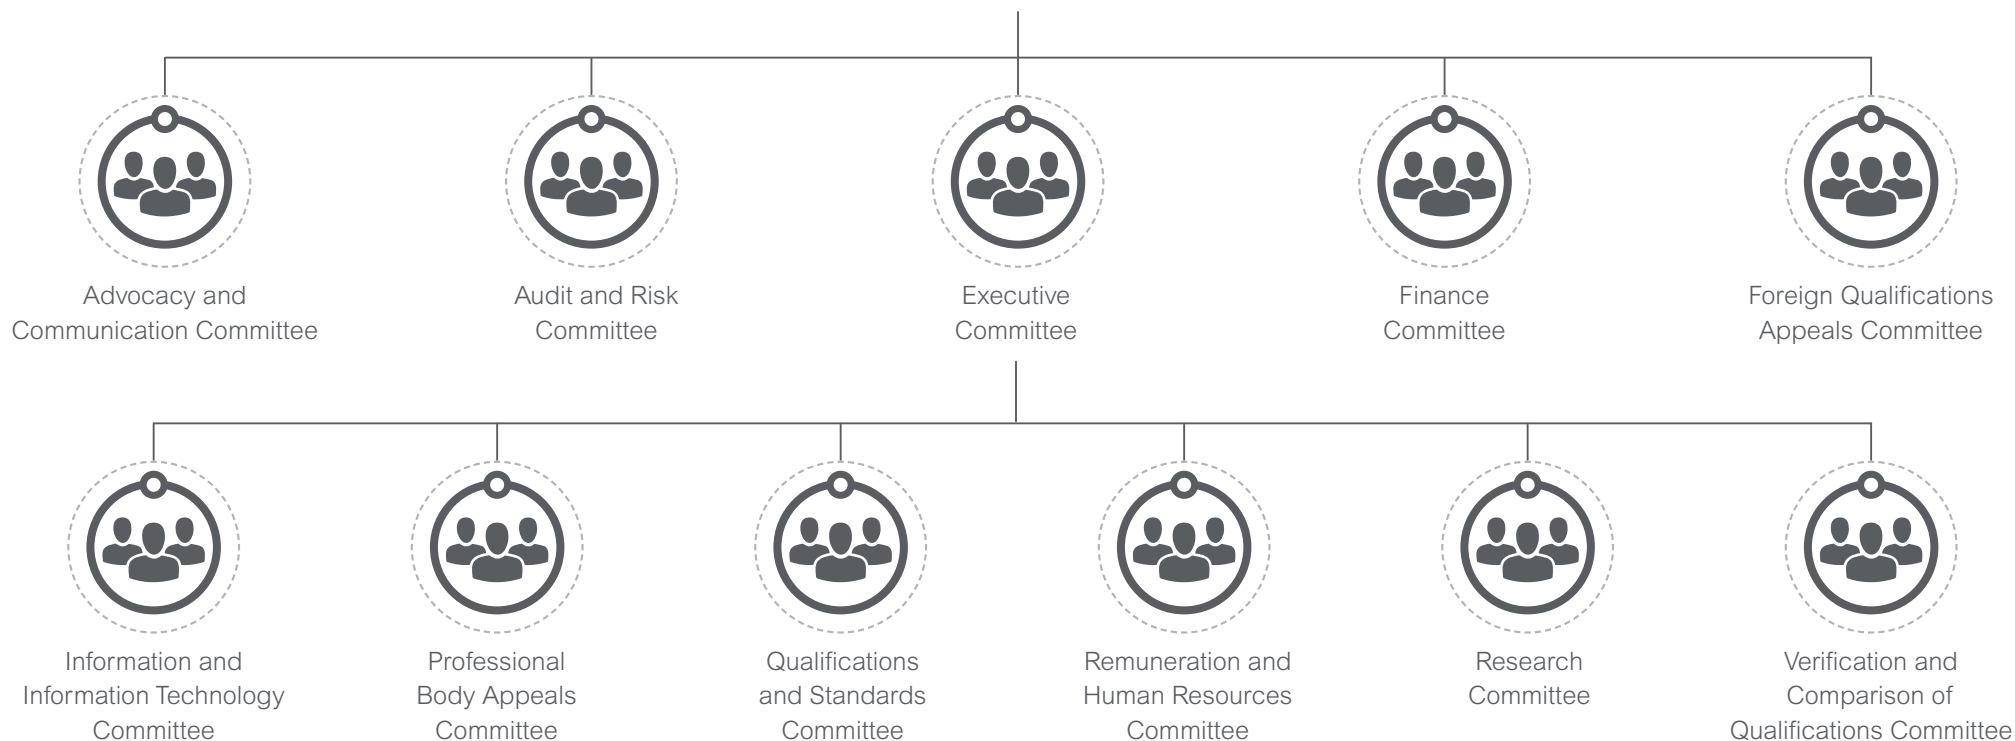 Advocacy and
Communication Committee
Audit and Risk
Committee
Executive
Committee
Finance
Committee
Foreign Qualifications
Appeals Committee
Information and
Information Technology
Committee
Professional
Body Appeals
Committee
Qualifications
and Standards
Committee
Remuneration and
Human Resources
Committee
Research
Committee
Verification and
Comparison of
Qualifications Committee